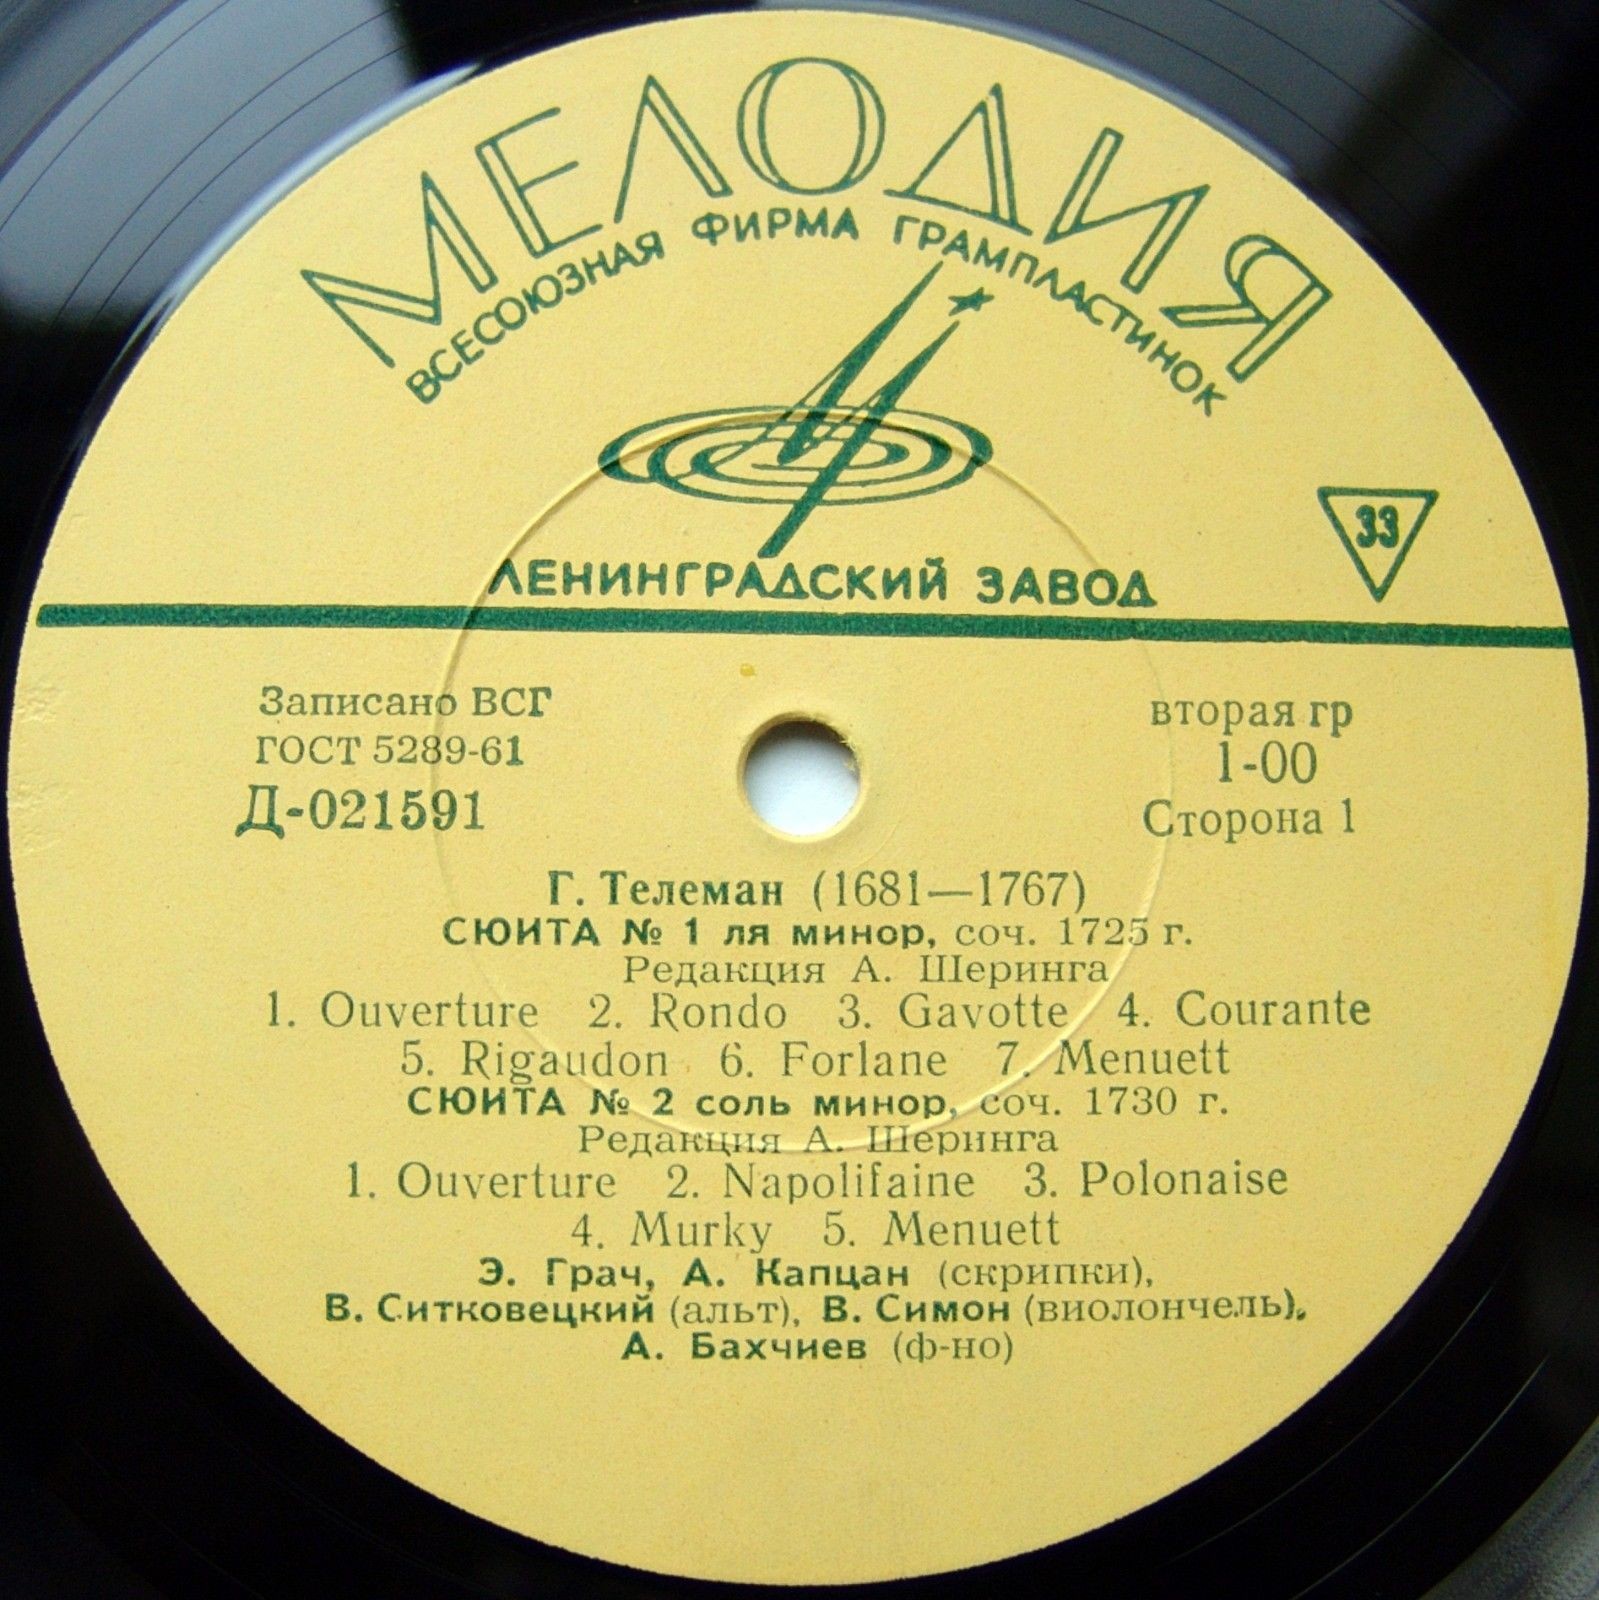 МЕЛОДИЯ
ВСЕСОЮЗНАЯ ФИРМА ГРАМПЛАСТИНОК
33
ЛЕНИНГРАДСКИЙ ЗАВОД
Записано ВСГ
ГОСТ 5289-61
Д-021591
вторая гр
1-00
Сторона 1
Г. Телеман (1681—1767)
СЮИТА № 1 ля минор, соч. 1725 г.
Редакция А. Шеринга
1. Ouverture 2. Rondo 3. Gavotte 4. Courante
5. Rigaudon 6. Forlane 7. Menuett
СЮИТА № 2 соль минор, соч. 1730 г.
Редакция А. Шеринга
1. Ouverture 2. Napolifaine 3. Polonaise
4. Murky 5. Menuett
Э. Грач, А. Капцан (скрипки),
В. Ситковецкий (альт), В. Симон (виолончель),
А. Бахчиев (ф-но)